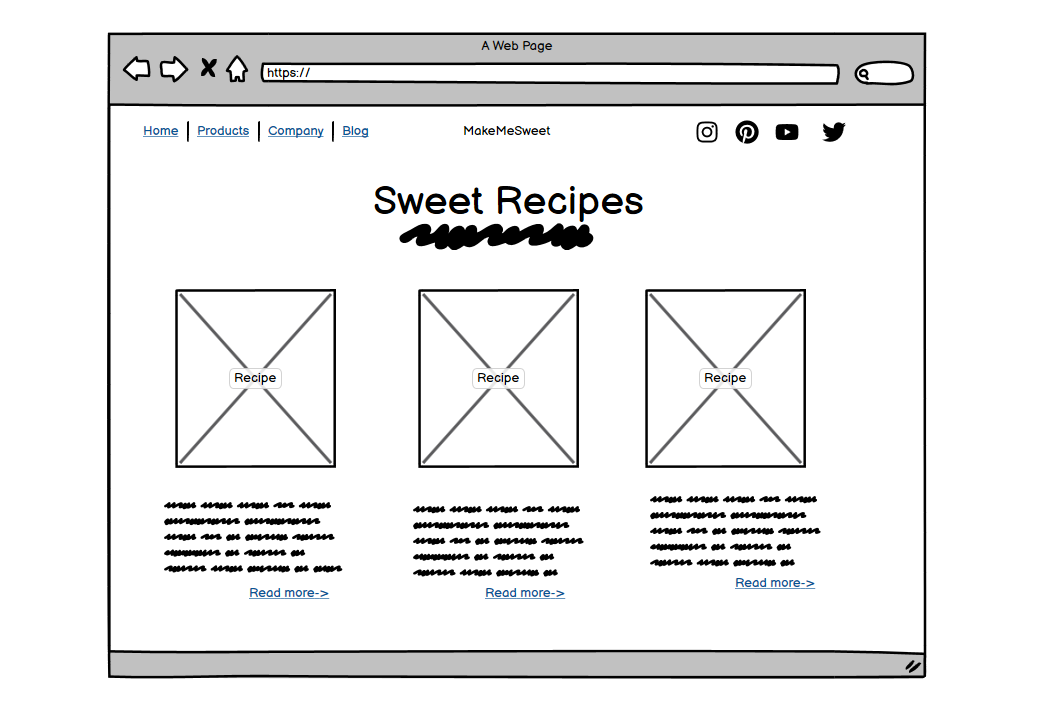 A Web Page
https://
Home Products Company Blog MakeMeSweet
Sweet Recipes
Recipe Recipe Recipe
Read more-> Read more-> Read more->